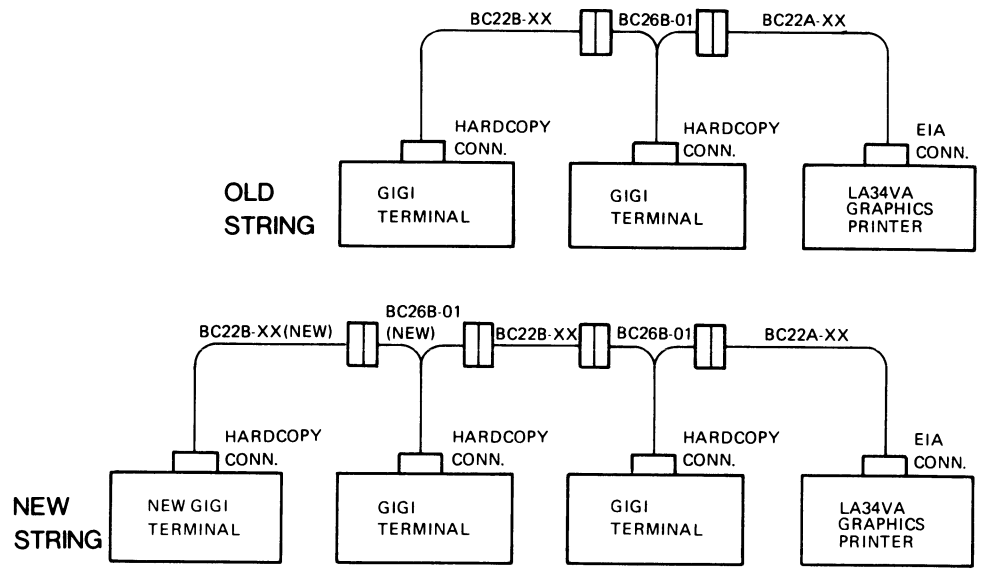 BC22B-XX
BC26B-01
BC22A-XX
HARDCOPY
CONN.
HARDCOPY
CONN.
EIA
CONN.
OLD
STRING
GIGI
TERMINAL
GIGI
TERMINAL
LA34VA
GRAPHICS
PRINTER
BC22B-XX(NEW)
BC26B-01
(NEW)
BC22B-XX
BC26B-01
BC22A-XX
HARDCOPY
CONN.
HARDCOPY
CONN.
HARDCOPY
CONN.
EIA
CONN.
NEW
STRING
NEW GIGI
TERMINAL
GIGI
TERMINAL
GIGI
TERMINAL
LA34VA
GRAPHICS
PRINTER